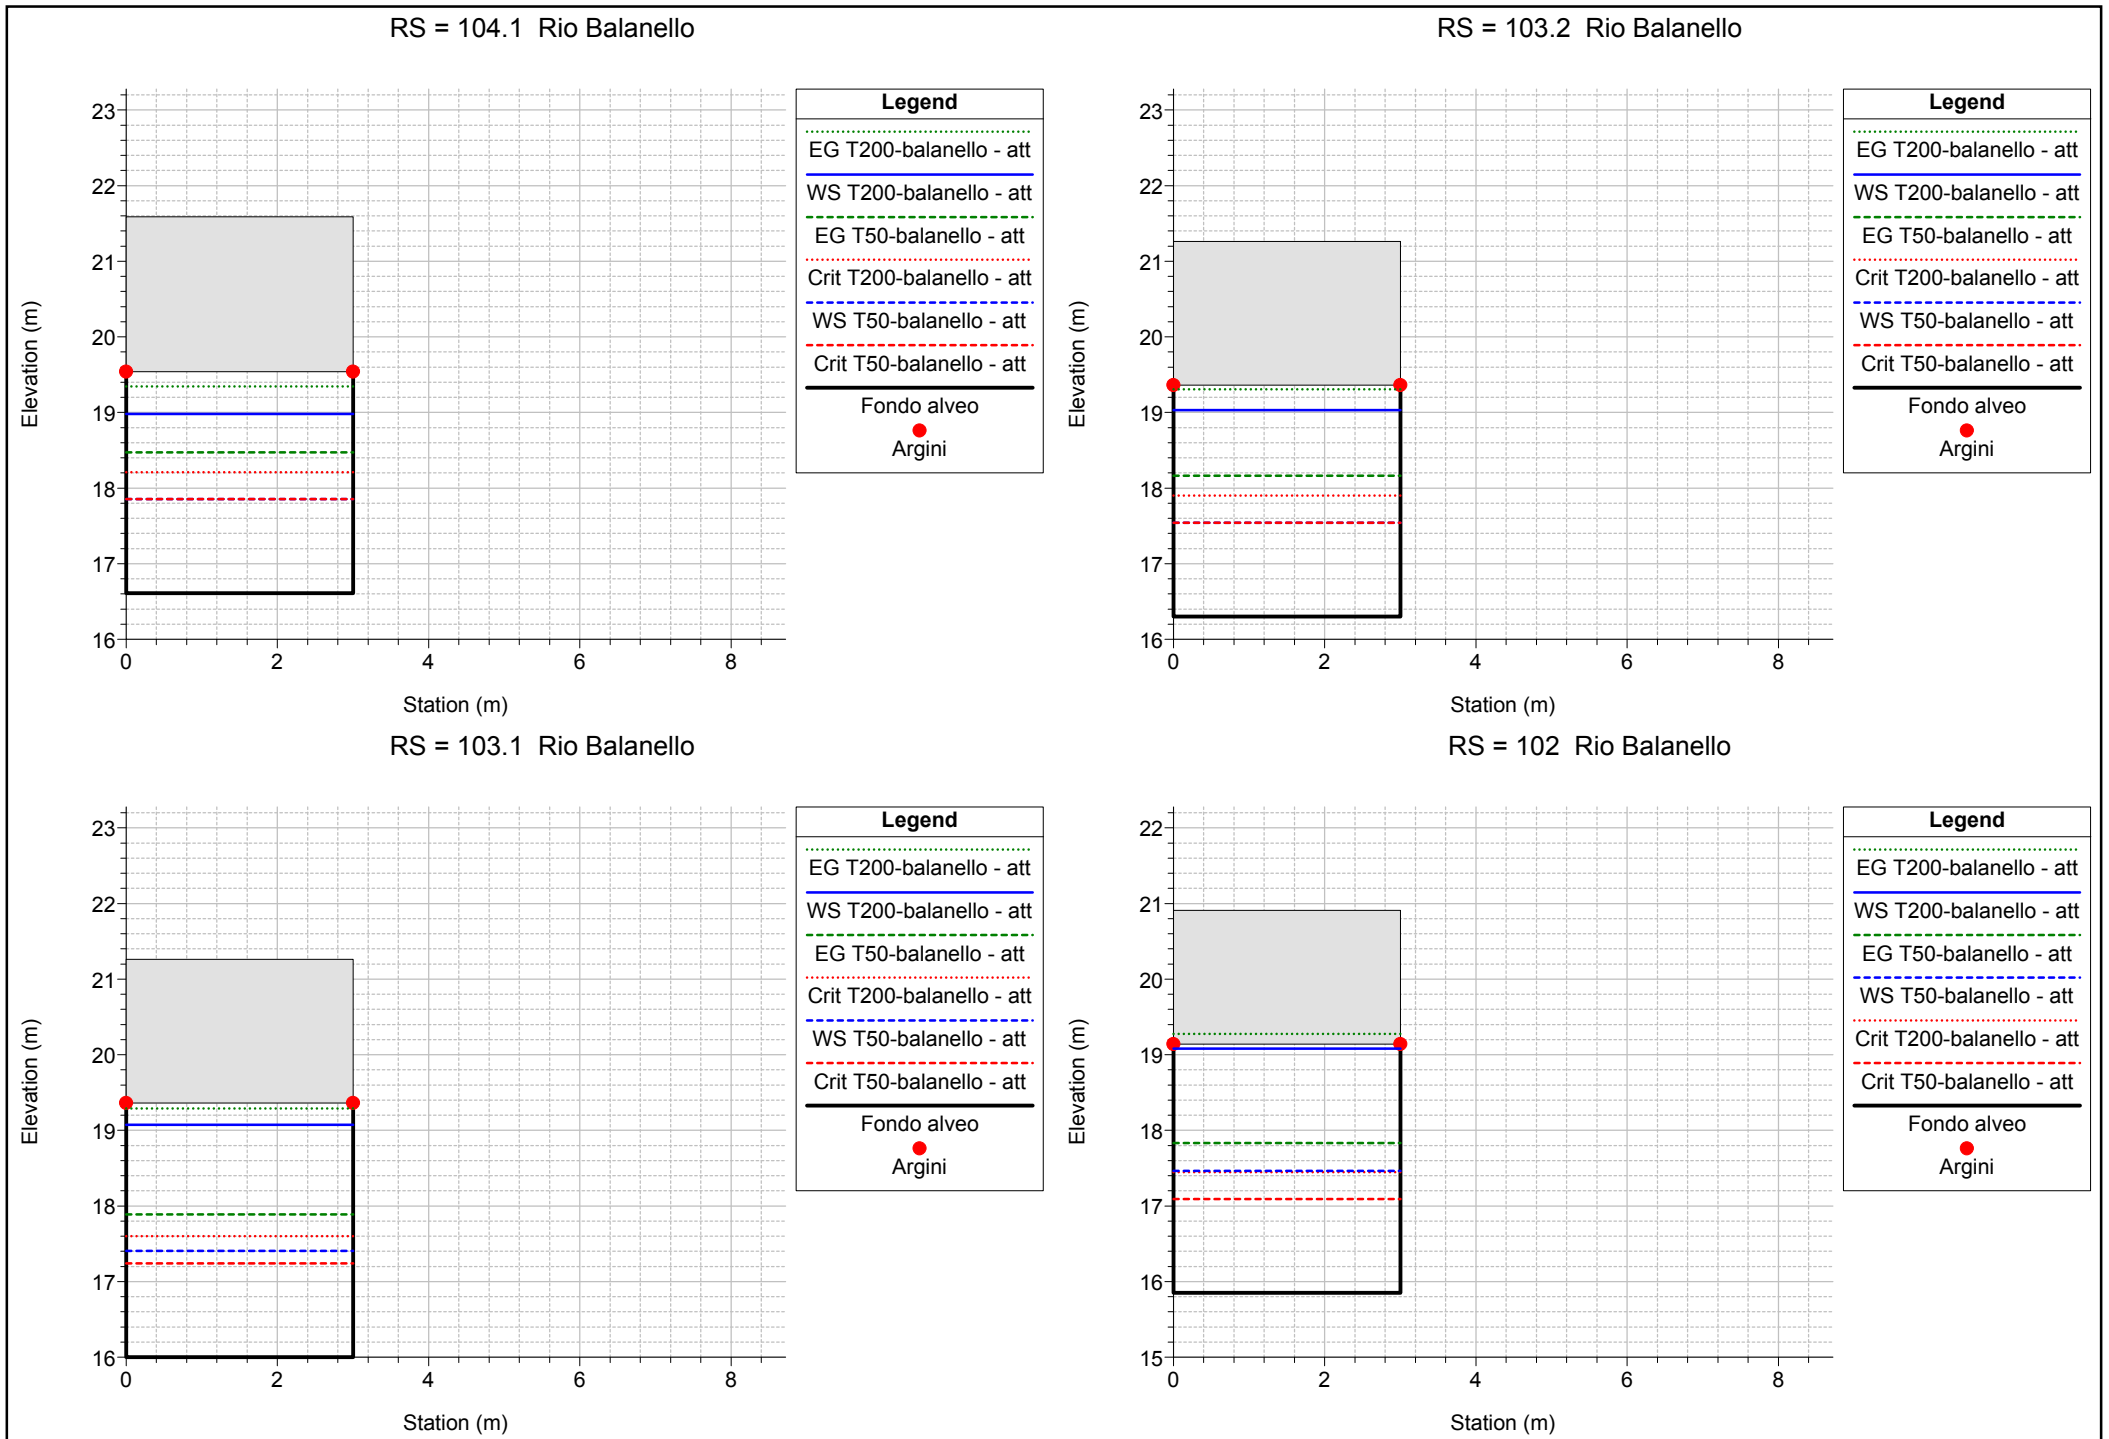 RS = 104.1 Rio Balanello
23
22
21
20
19
18
17
16
0 2 4 6 8
Elevation (m)
Station (m)
Legend
EG T200-balanello - att
WS T200-balanello - att
EG T50-balanello - att
Crit T200-balanello - att
WS T50-balanello - att
Crit T50-balanello - att
Fondo alveo
Argini
RS = 103.2 Rio Balanello
23
22
21
20
19
18
17
16
0 2 4 6 8
Elevation (m)
Station (m)
Legend
EG T200-balanello - att
WS T200-balanello - att
EG T50-balanello - att
Crit T200-balanello - att
WS T50-balanello - att
Crit T50-balanello - att
Fondo alveo
Argini
RS = 103.1 Rio Balanello
23
22
21
20
19
18
17
16
0 2 4 6 8
Elevation (m)
Station (m)
Legend
EG T200-balanello - att
WS T200-balanello - att
EG T50-balanello - att
Crit T200-balanello - att
WS T50-balanello - att
Crit T50-balanello - att
Fondo alveo
Argini
RS = 102 Rio Balanello
22
21
20
19
18
17
16
15
0 2 4 6 8
Elevation (m)
Station (m)
Legend
EG T200-balanello - att
WS T200-balanello - att
EG T50-balanello - att
WS T50-balanello - att
Crit T200-balanello - att
Crit T50-balanello - att
Fondo alveo
Argini